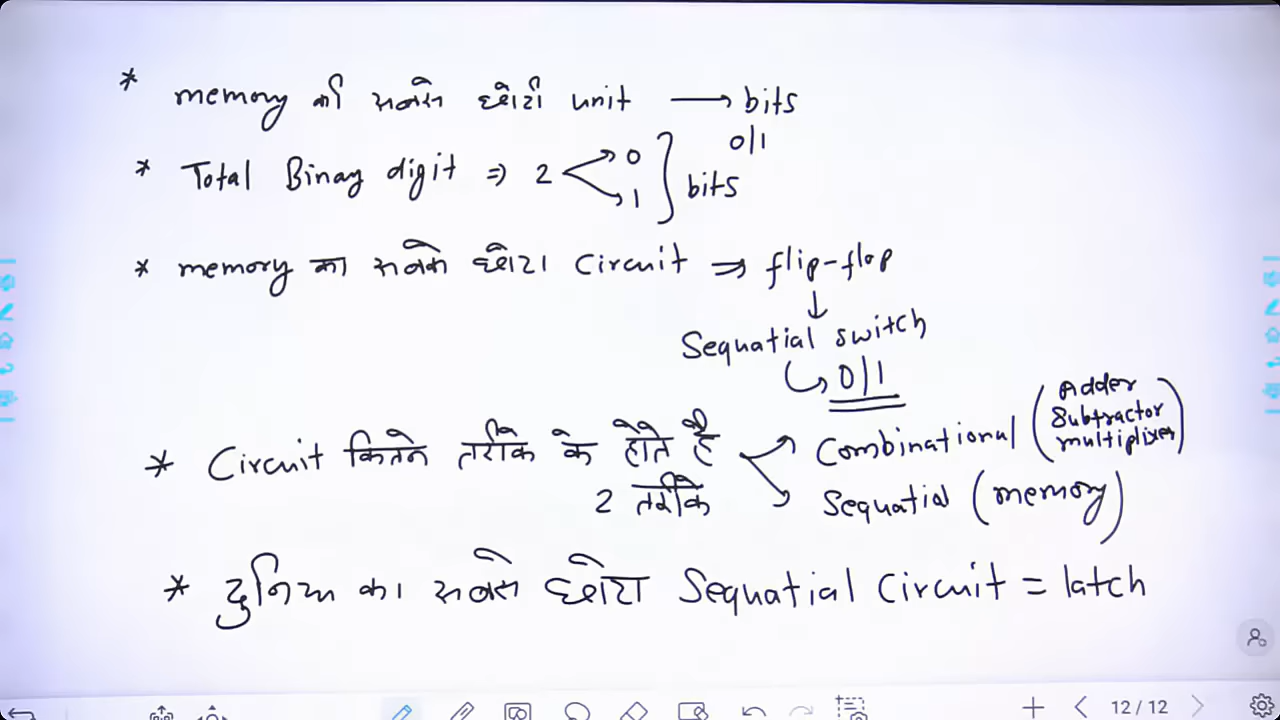 * memory की सबसे छोटी unit → bits
0/1
* Total Binay digit ⇒ 2 0 1 } bits
* memory का सबसे छोटा Circuit ⇒ flip-flop
↓
Sequatial switch
↳ 0/1
* Circuit कितने तरीके के होते है Combinational (Adder Subtractor multiplixer)
2 तरीके Sequatial (memory)
* दुनिया का सबसे छोटा Sequatial Circuit = latch
12 / 12